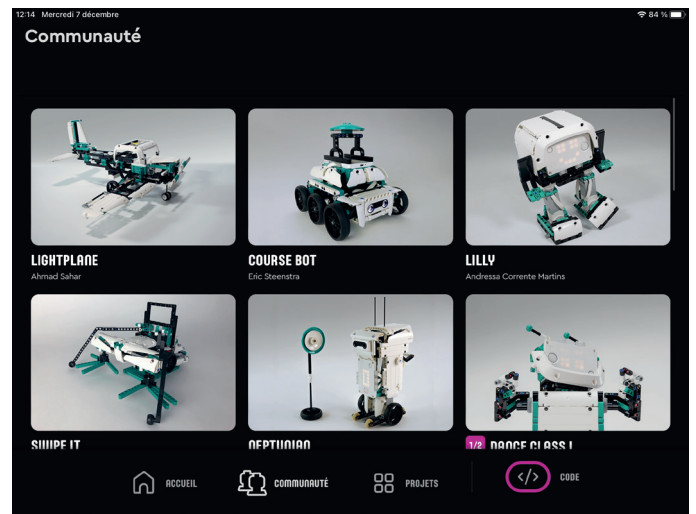 12:14 Mercredi 7 décembre 84 %
Communauté
LIGHTPLANE
Ahmad Sahar
COURSE BOT
Eric Steenstra
LILLY
Andressa Corrente Martins
SWIPE IT
NEPTUNIAN
1/2 DANCE CLASS !
ACCUEIL
COMMUNAUTÉ
PROJETS
</> CODE